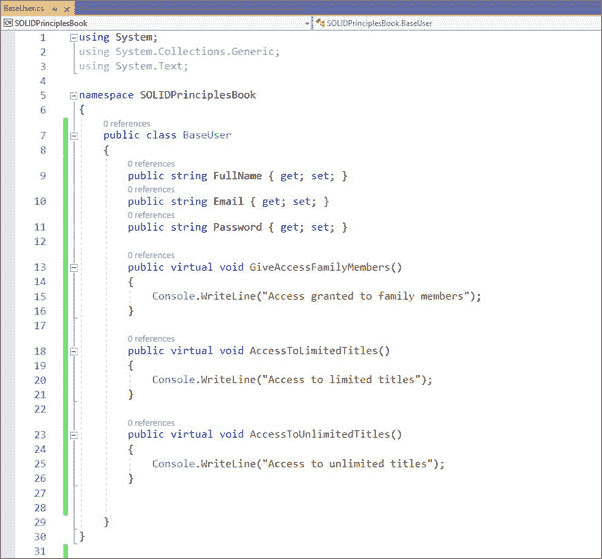 BaseUser.cs
SOLIDPrinciplesBook SOLIDPrinciplesBook.BaseUser
1 using System;
2 using System.Collections.Generic;
3 using System.Text;
4
5 namespace SOLIDPrinciplesBook
6 {
0 references
7 public class BaseUser
8 {
0 references
9 public string FullName { get; set; }
0 references
10 public string Email { get; set; }
0 references
11 public string Password { get; set; }
12
0 references
13 public virtual void GiveAccessFamilyMembers()
14 {
15 Console.WriteLine("Access granted to family members");
16 }
17
0 references
18 public virtual void AccessToLimitedTitles()
19 {
20 Console.WriteLine("Access to limited titles");
21 }
22
0 references
23 public virtual void AccessToUnlimitedTitles()
24 {
25 Console.WriteLine("Access to unlimited titles");
26 }
27
28
29 }
30 }
31